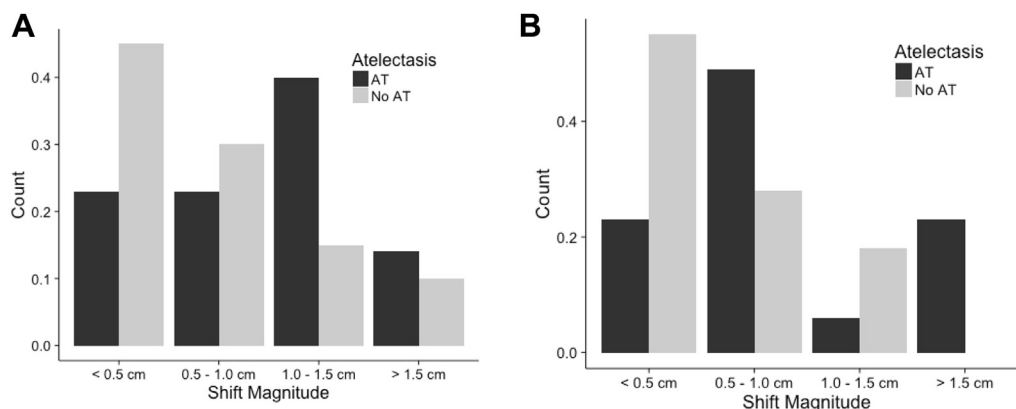 A
Atelectasis
AT
No AT
Count
0.4
0.3
0.2
0.1
0.0
< 0.5 cm 0.5 - 1.0 cm 1.0 - 1.5 cm > 1.5 cm
Shift Magnitude
B
Atelectasis
AT
No AT
Count
0.4
0.2
0.0
< 0.5 cm 0.5 - 1.0 cm 1.0 - 1.5 cm > 1.5 cm
Shift Magnitude